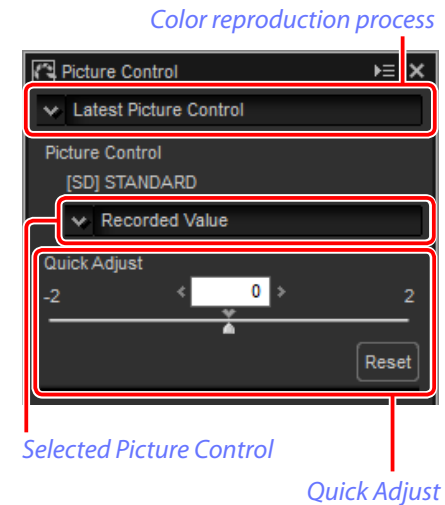 Color reproduction process
Picture Control
Latest Picture Control
Picture Control
[SD] STANDARD
Recorded Value
Quick Adjust
-2 0 2
Reset
Selected Picture Control
Quick Adjust